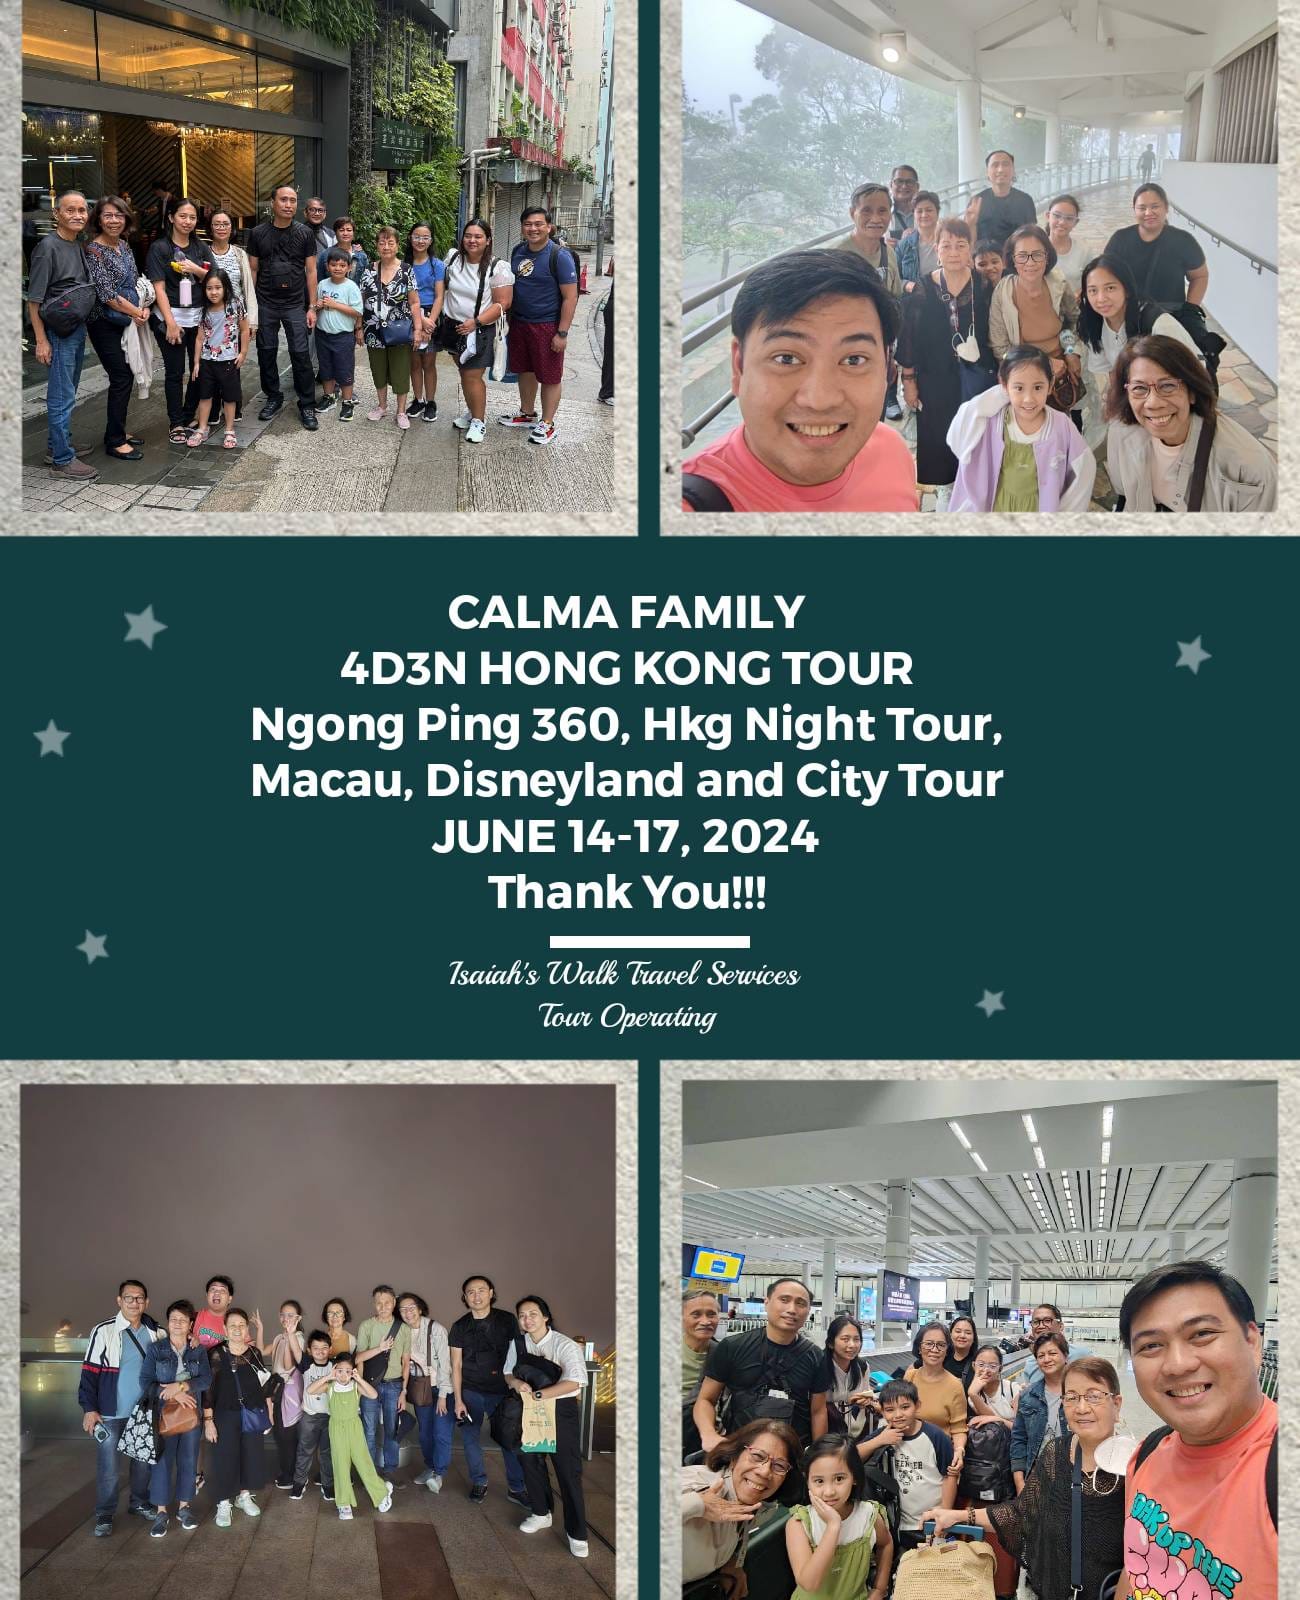 CALMA FAMILY
4D3N HONG KONG TOUR
Ngong Ping 360, Hkg Night Tour,
Macau, Disneyland and City Tour
JUNE 14-17, 2024
Thank You!!!
Isaiah's Walk Travel Services
Tour Operating